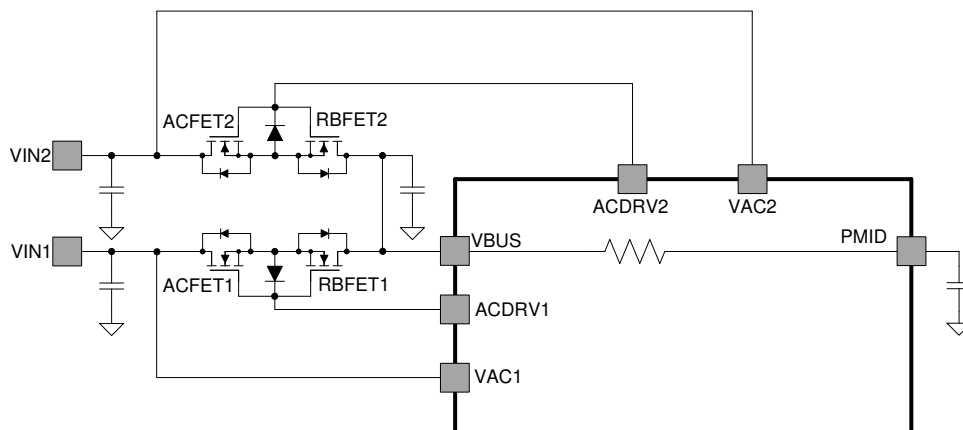 ACFET2
RBFET2
VIN2
ACDRV2
VAC2
VIN1
VBUS
PMID
ACFET1
RBFET1
ACDRV1
VAC1